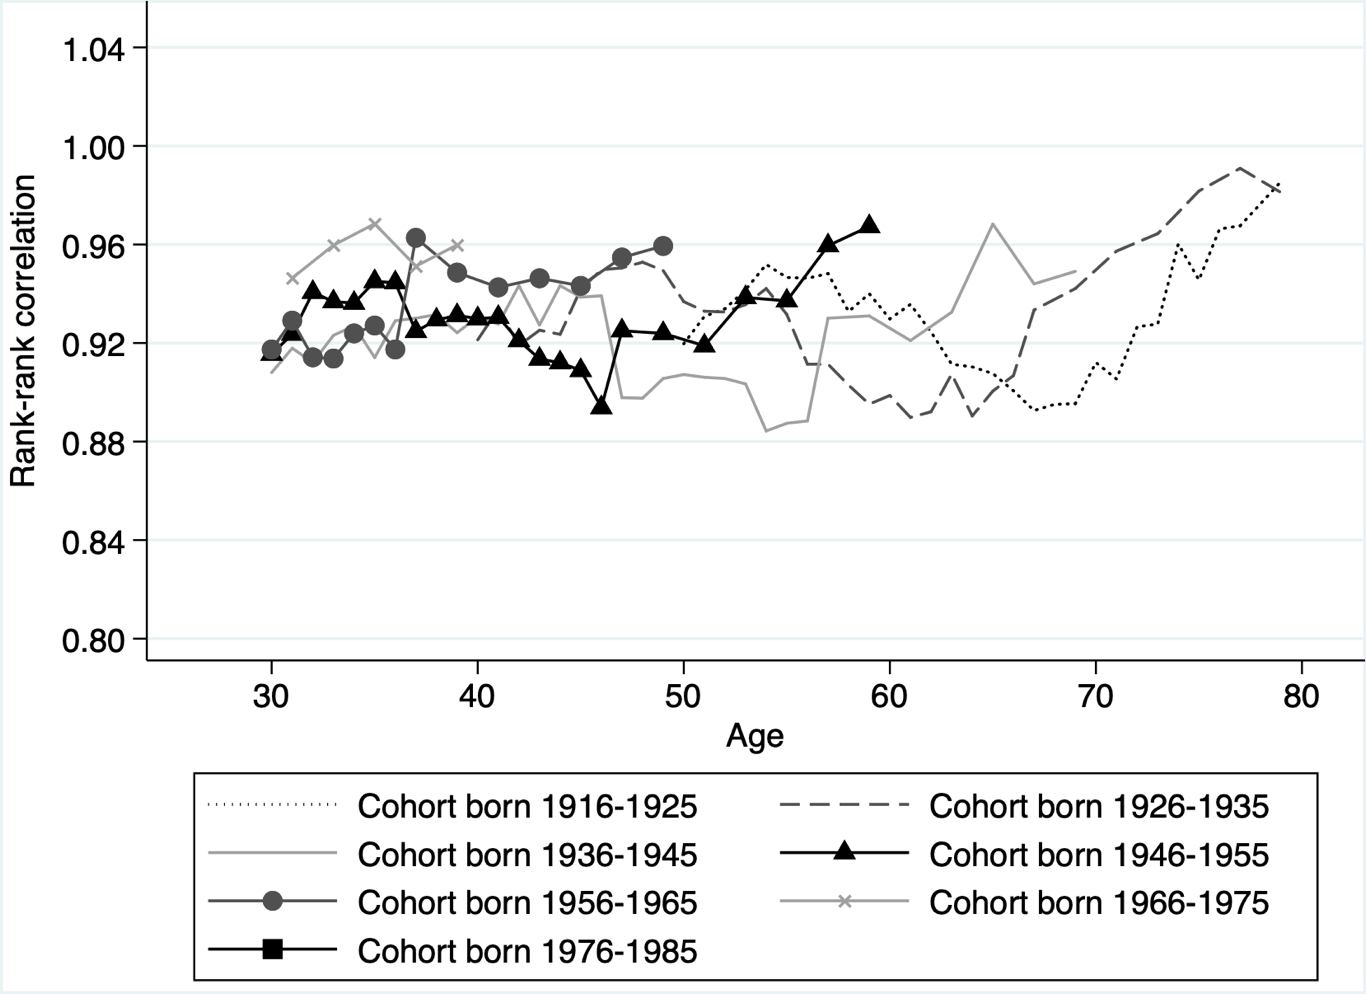 Rank-rank correlation
1.04
1.00
0.96
0.92
0.88
0.84
0.80
30 40 50 60 70 80
Age
Cohort born 1916-1925 Cohort born 1926-1935
Cohort born 1936-1945 Cohort born 1946-1955
Cohort born 1956-1965 Cohort born 1966-1975
Cohort born 1976-1985